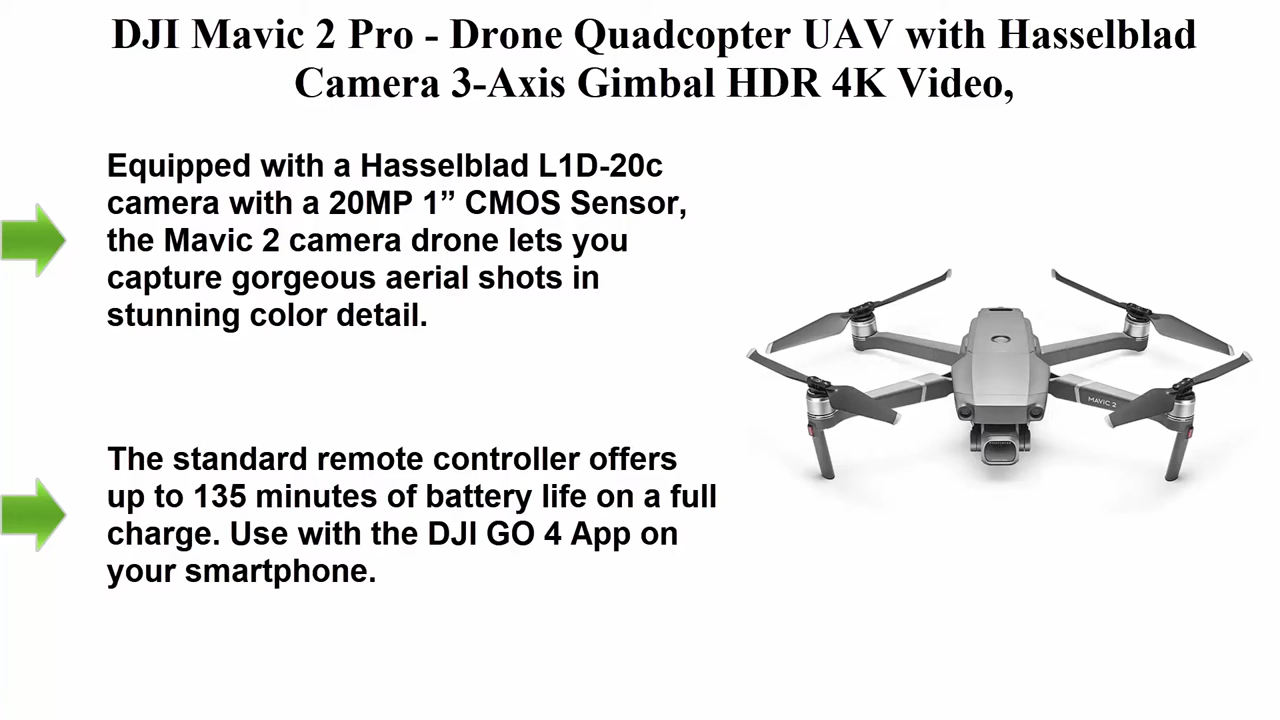 DJI Mavic 2 Pro - Drone Quadcopter UAV with Hasselblad
Camera 3-Axis Gimbal HDR 4K Video,
Equipped with a Hasselblad L1D-20c
camera with a 20MP 1” CMOS Sensor,
the Mavic 2 camera drone lets you
capture gorgeous aerial shots in
stunning color detail.
MAVIC 2
The standard remote controller offers
up to 135 minutes of battery life on a full
charge. Use with the DJI GO 4 App on
your smartphone.